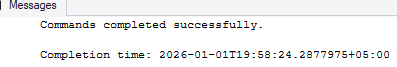 Messages
Commands completed successfully.
Completion time: 2026-01-01T19:58:24.2877975+05:00